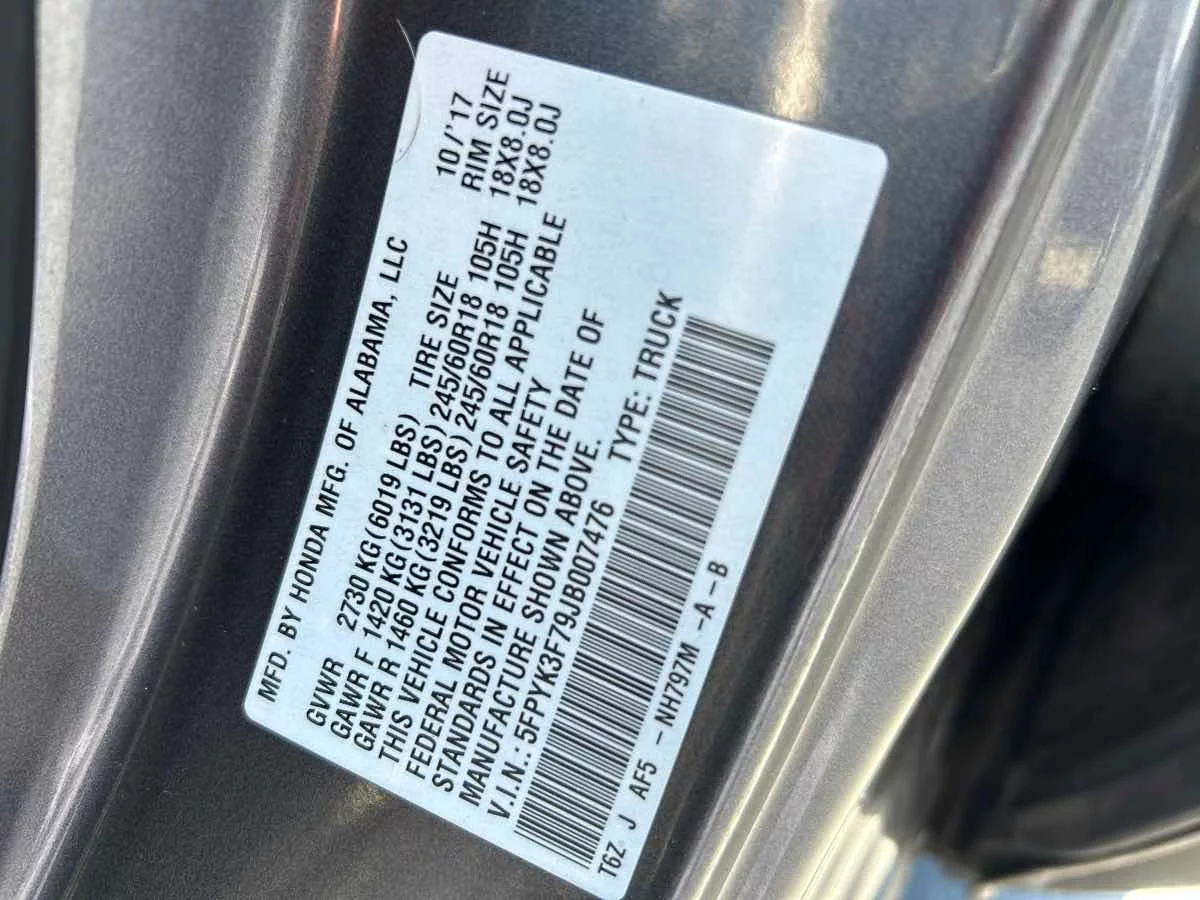 MFD. BY HONDA MFG. OF ALABAMA, LLC 10/'17
GVWR 2730 KG(6019 LBS) TIRE SIZE RIM SIZE
GAWR F 1420 KG(3131 LBS) 245/60R18 105H 18X8.0J
GAWR R 1460 KG(3219 LBS) 245/60R18 105H 18X8.0J
THIS VEHICLE CONFORMS TO ALL APPLICABLE
FEDERAL MOTOR VEHICLE SAFETY
STANDARDS IN EFFECT ON THE DATE OF
MANUFACTURE SHOWN ABOVE.
V.I.N.: 5FPYK3F79JB007476 TYPE: TRUCK
T6Z J AF5 -NH797M -A-B